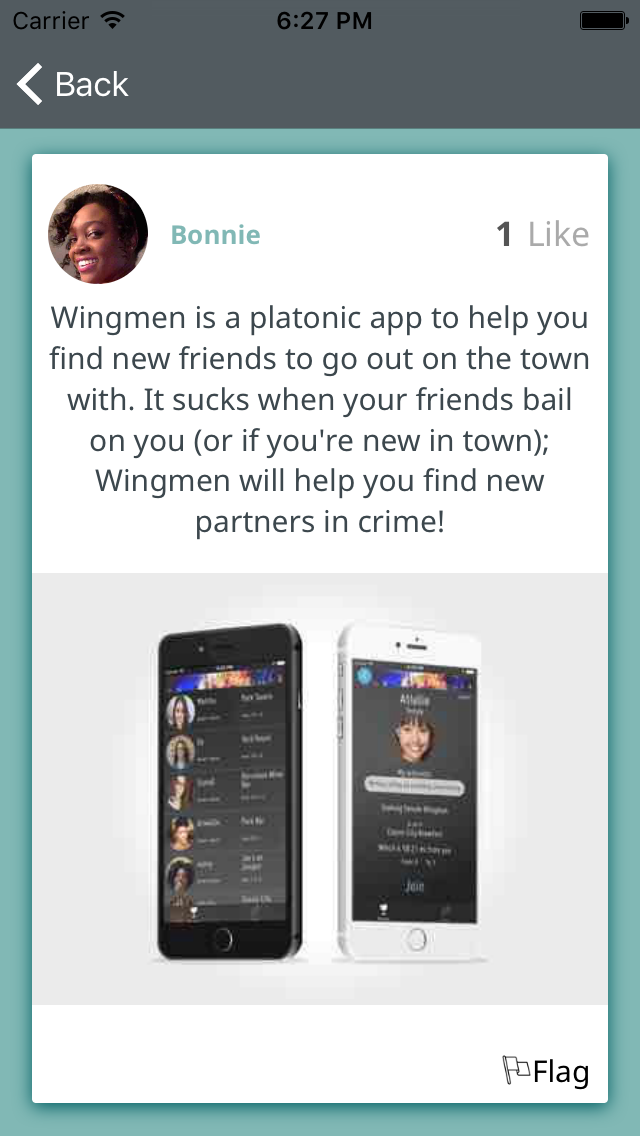 Carrier
6:27 PM
Back
Bonnie
1 Like
Wingmen is a platonic app to help you
find new friends to go out on the town
with. It sucks when your friends bail
on you (or if you're new in town);
Wingmen will help you find new
partners in crime!
Join
Flag